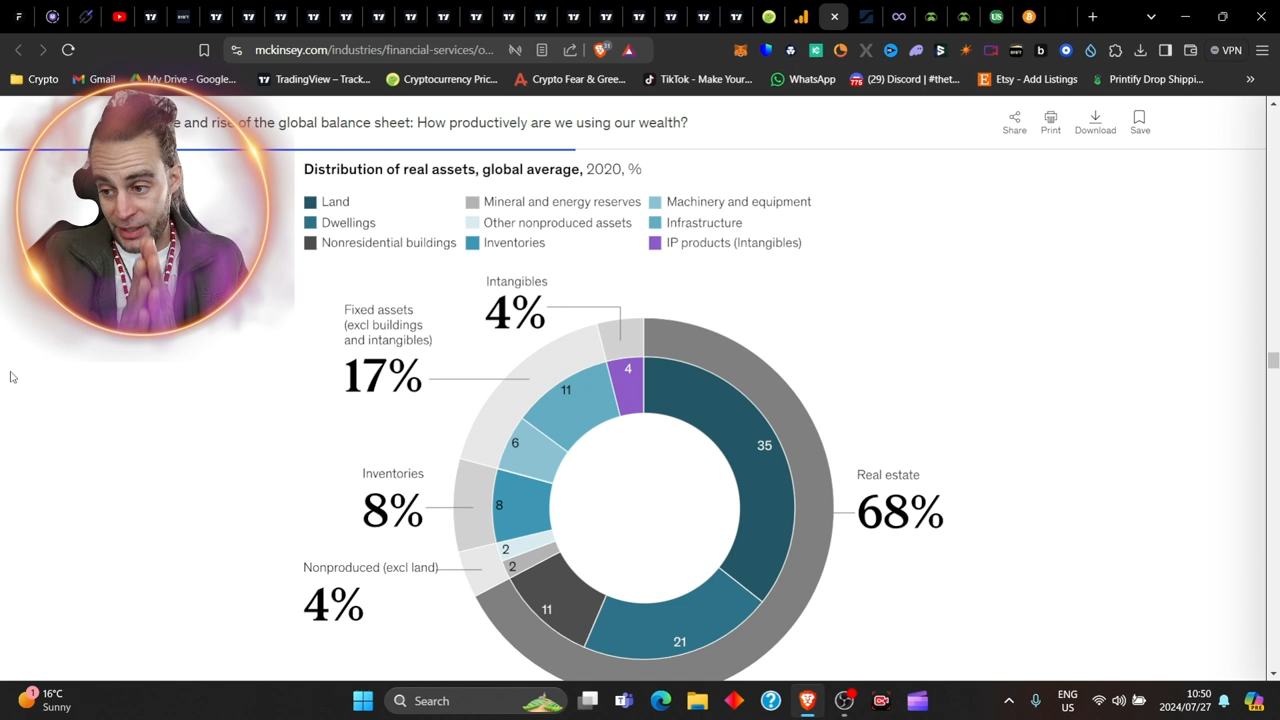 mckinsey.com/industries/financial-services/o...
31
VPN
Crypto
Gmail
My Drive - Google...
TradingView – Track...
Cryptocurrency Pric...
Crypto Fear & Gree...
TikTok - Make Your...
WhatsApp
(29) Discord | #thet...
Etsy - Add Listings
Printify Drop Shippi...
e and rise of the global balance sheet: How productively are we using our wealth?
Share
Print
Download
Save
Distribution of real assets, global average, 2020, %
Land
Mineral and energy reserves
Machinery and equipment
Dwellings
Other nonproduced assets
Infrastructure
Nonresidential buildings
Inventories
IP products (Intangibles)
Intangibles
4%
Fixed assets
(excl buildings
and intangibles)
17%
4
11
6
35
Inventories
8%
8
Real estate
68%
2
2
Nonproduced (excl land)
4%
11
21
1
16°C
Sunny
Search
ENG
US
10:50
2024/07/27